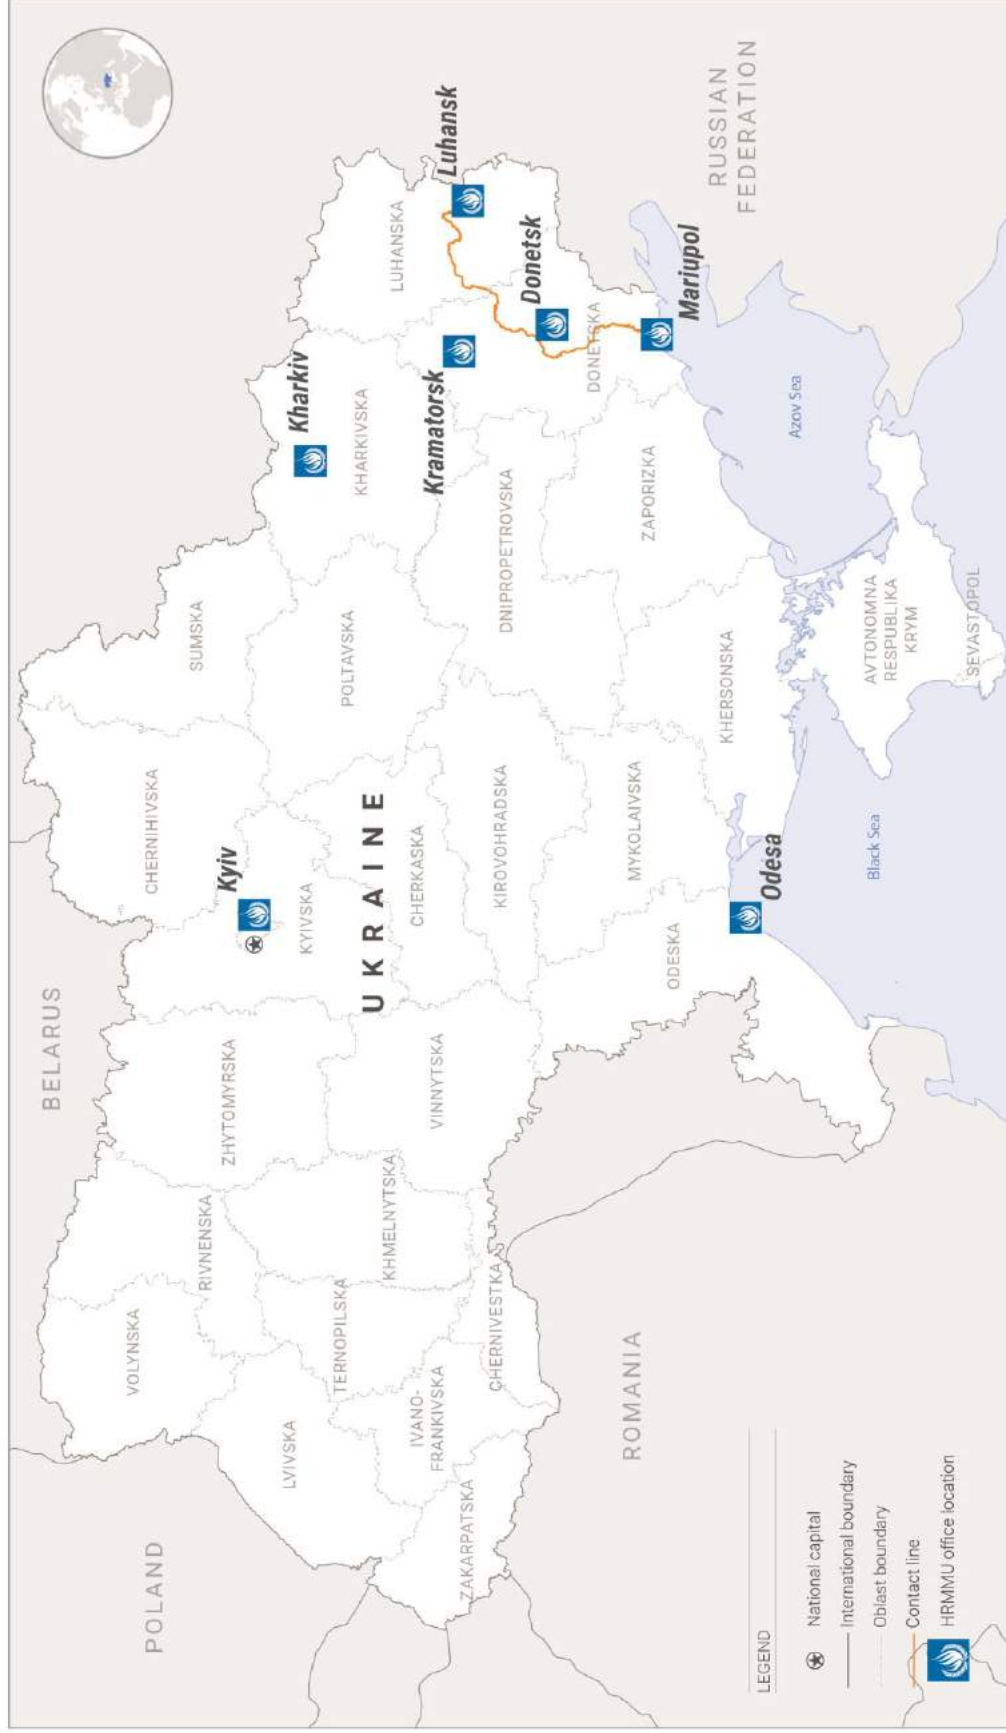 BELARUS
POLAND
RUSSIAN
FEDERATION
ROMANIA
UKRAINE
VOLYNSKA
RIVNENSKA
ZHYTOMYRSKA
CHERNIHIVSKA
SUMSKA
Kyiv
KYIVSKA
LVIVSKA
TERNOPILSKA
KHMELNYTSKA
VINNYTSKA
CHERKASKA
POLTAVSKA
Kharkiv
KHARKIVSKA
LUHANSKA
Luhansk
Kramatorsk
Donetsk
DONETSKA
Mariupol
IVANO-
FRANKIVSKA
ZAKARPATSKA
CHERNIVESTKA
KIROVOHRADSKA
DNIPROPETROVSKA
ZAPORIZKA
MYKOLAIVSKA
KHERSONSKA
ODESKA
Odesa
Azov Sea
Black Sea
AVTONOMNA
RESPUBLIKA
KRYM
SEVASTOPOL
LEGEND
National capital
International boundary
Oblast boundary
Contact line
HRMMU office location